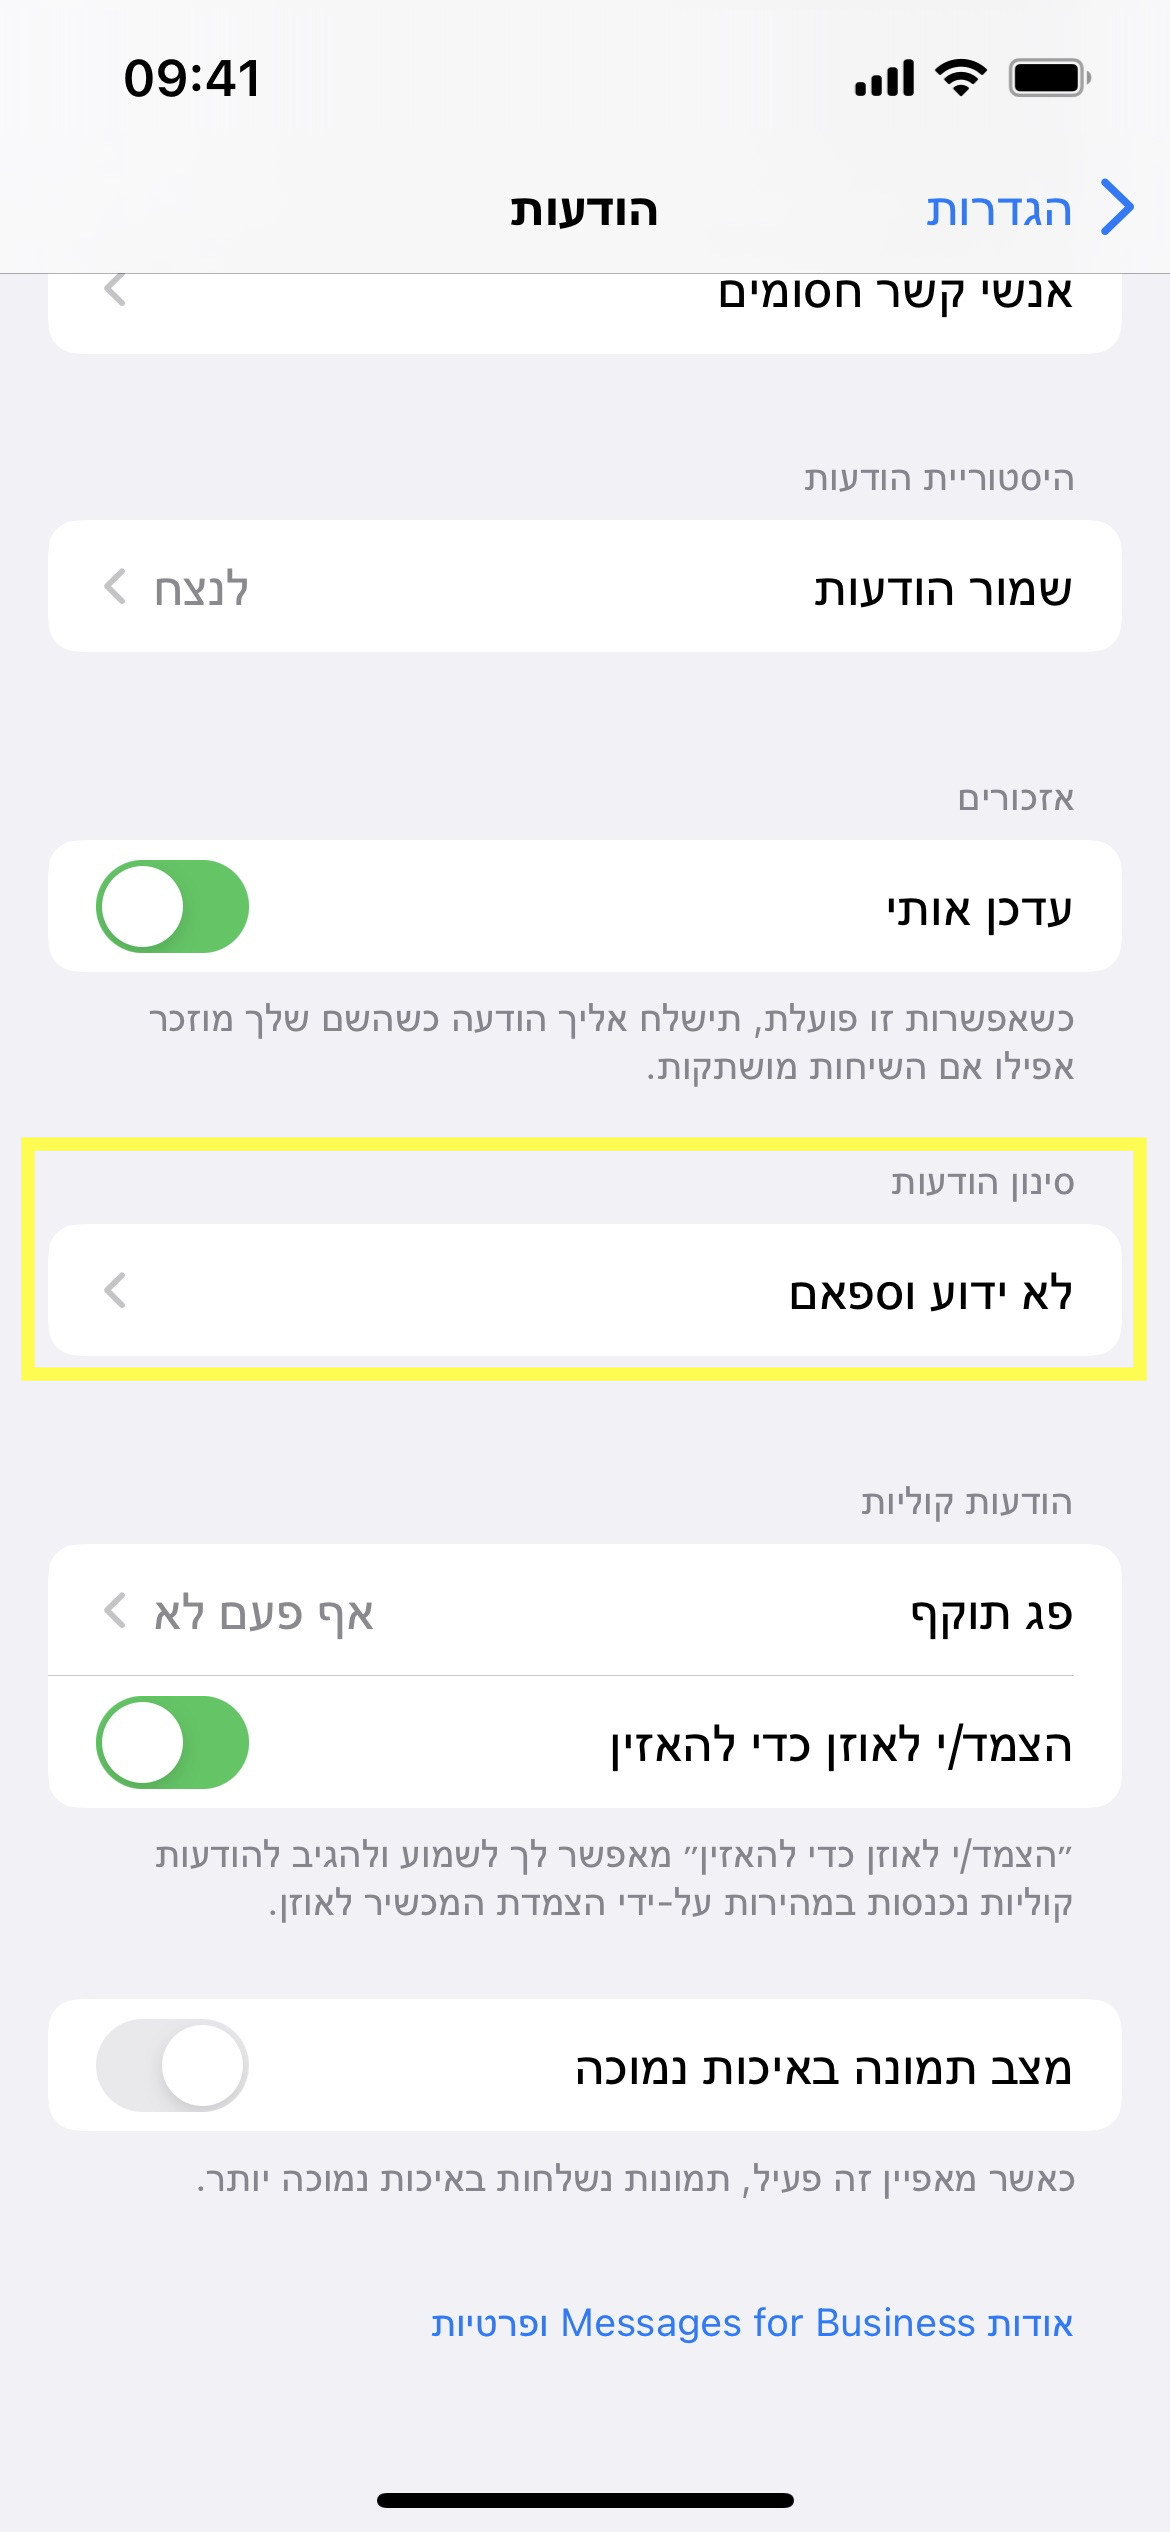 09:41
הגדרות
הודעות
אנשי קשר חסומים
היסטוריית הודעות
שמור הודעות
לנצח
אזכורים
עדכן אותי
כשאפשרות זו פועלת, תישלח אליך הודעה כשהשם שלך מוזכר
אפילו אם השיחות מושתקות.
סינון הודעות
לא ידוע וספאם
הודעות קוליות
פג תוקף
אף פעם לא
הצמד/י לאוזן כדי להאזין
״הצמד/י לאוזן כדי להאזין״ מאפשר לך לשמוע ולהגיב להודעות
קוליות נכנסות במהירות על-ידי הצמדת המכשיר לאוזן.
מצב תמונה באיכות נמוכה
כאשר מאפיין זה פעיל, תמונות נשלחות באיכות נמוכה יותר.
אודות Messages for Business ופרטיות